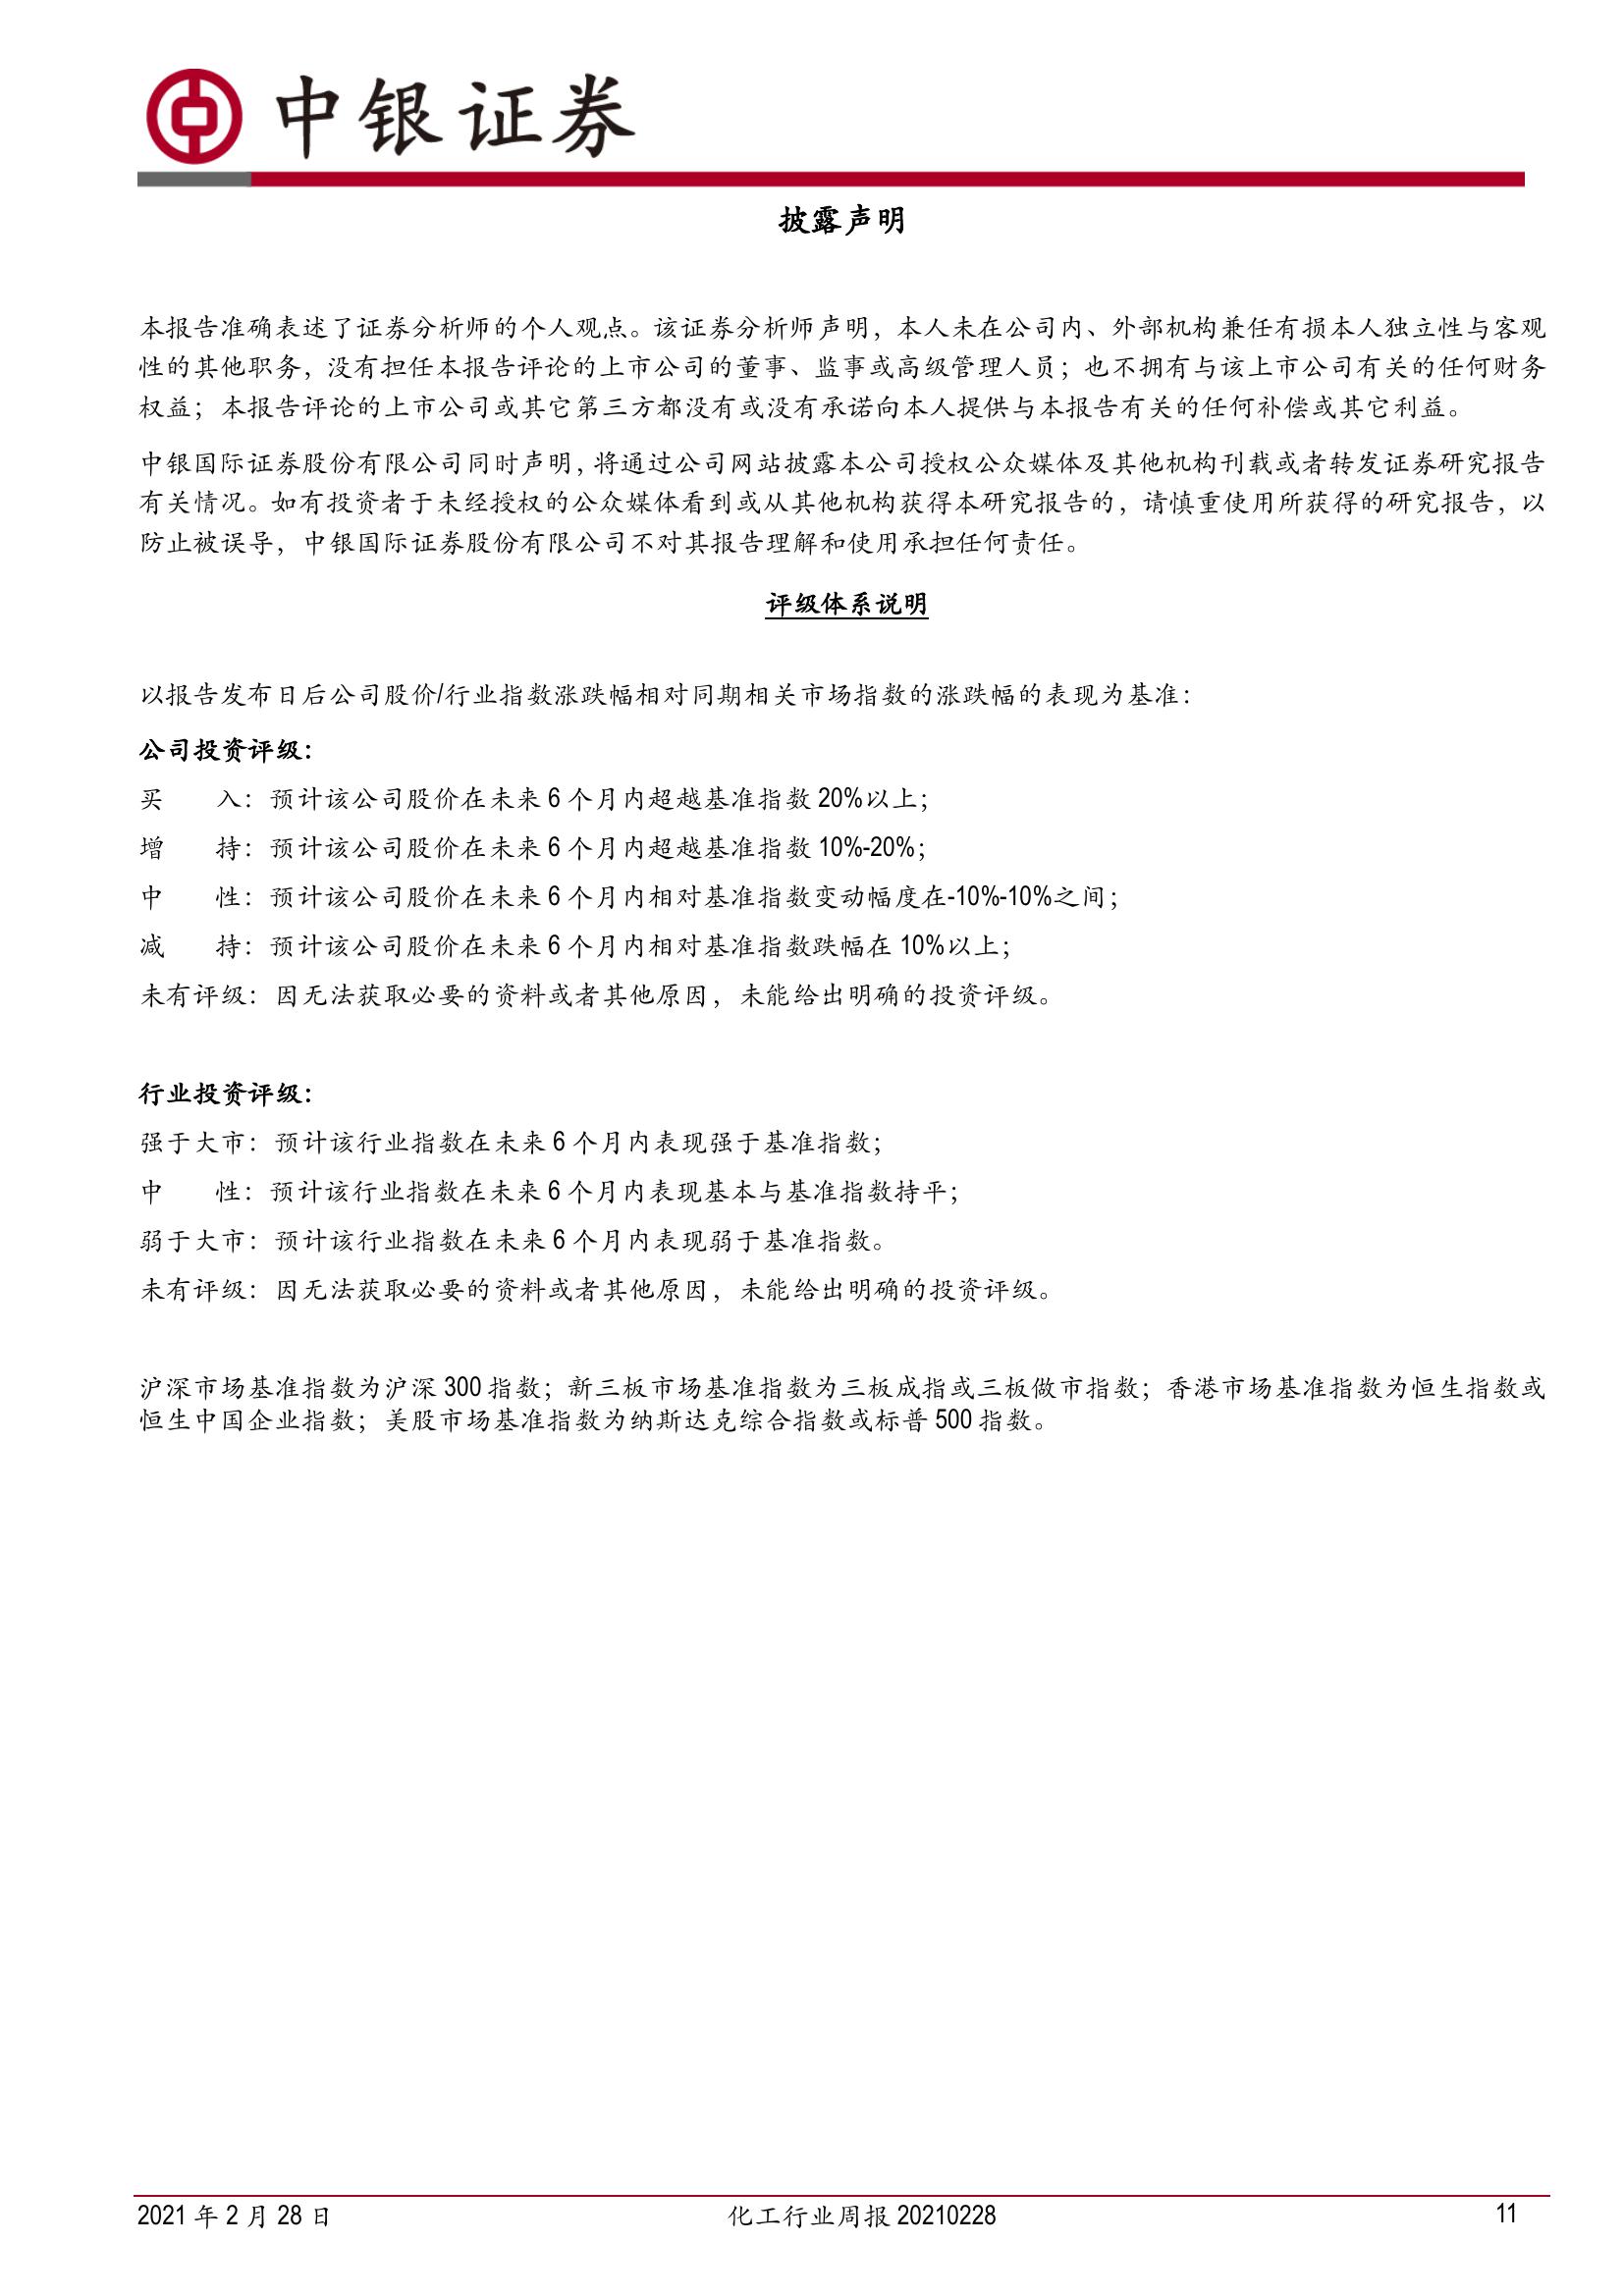 中银证券
披露声明
本报告准确表述了证券分析师的个人观点。该证券分析师声明，本人未在公司内、外部机构兼任有损本人独立性与客观
性的其他职务，没有担任本报告评论的上市公司的董事、监事或高级管理人员；也不拥有与该上市公司有关的任何财务
权益；本报告评论的上市公司或其它第三方都没有或没有承诺向本人提供与本报告有关的任何补偿或其它利益。
中银国际证券股份有限公司同时声明，将通过公司网站披露本公司授权公众媒体及其他机构刊载或者转发证券研究报告
有关情况。如有投资者于未经授权的公众媒体看到或从其他机构获得本研究报告的，请慎重使用所获得的研究报告，以
防止被误导，中银国际证券股份有限公司不对其报告理解和使用承担任何责任。
评级体系说明
以报告发布日后公司股价/行业指数涨跌幅相对同期相关市场指数的涨跌幅的表现为基准：
公司投资评级：
买　　入：预计该公司股价在未来 6 个月内超越基准指数 20%以上；
增　　持：预计该公司股价在未来 6 个月内超越基准指数 10%-20%；
中　　性：预计该公司股价在未来 6 个月内相对基准指数变动幅度在-10%-10%之间；
减　　持：预计该公司股价在未来 6 个月内相对基准指数跌幅在 10%以上；
未有评级：因无法获取必要的资料或者其他原因，未能给出明确的投资评级。
行业投资评级：
强于大市：预计该行业指数在未来 6 个月内表现强于基准指数；
中　　性：预计该行业指数在未来 6 个月内表现基本与基准指数持平；
弱于大市：预计该行业指数在未来 6 个月内表现弱于基准指数。
未有评级：因无法获取必要的资料或者其他原因，未能给出明确的投资评级。
沪深市场基准指数为沪深 300 指数；新三板市场基准指数为三板成指或三板做市指数；香港市场基准指数为恒生指数或
恒生中国企业指数；美股市场基准指数为纳斯达克综合指数或标普 500 指数。
2021 年 2 月 28 日 化工行业周报 20210228 11